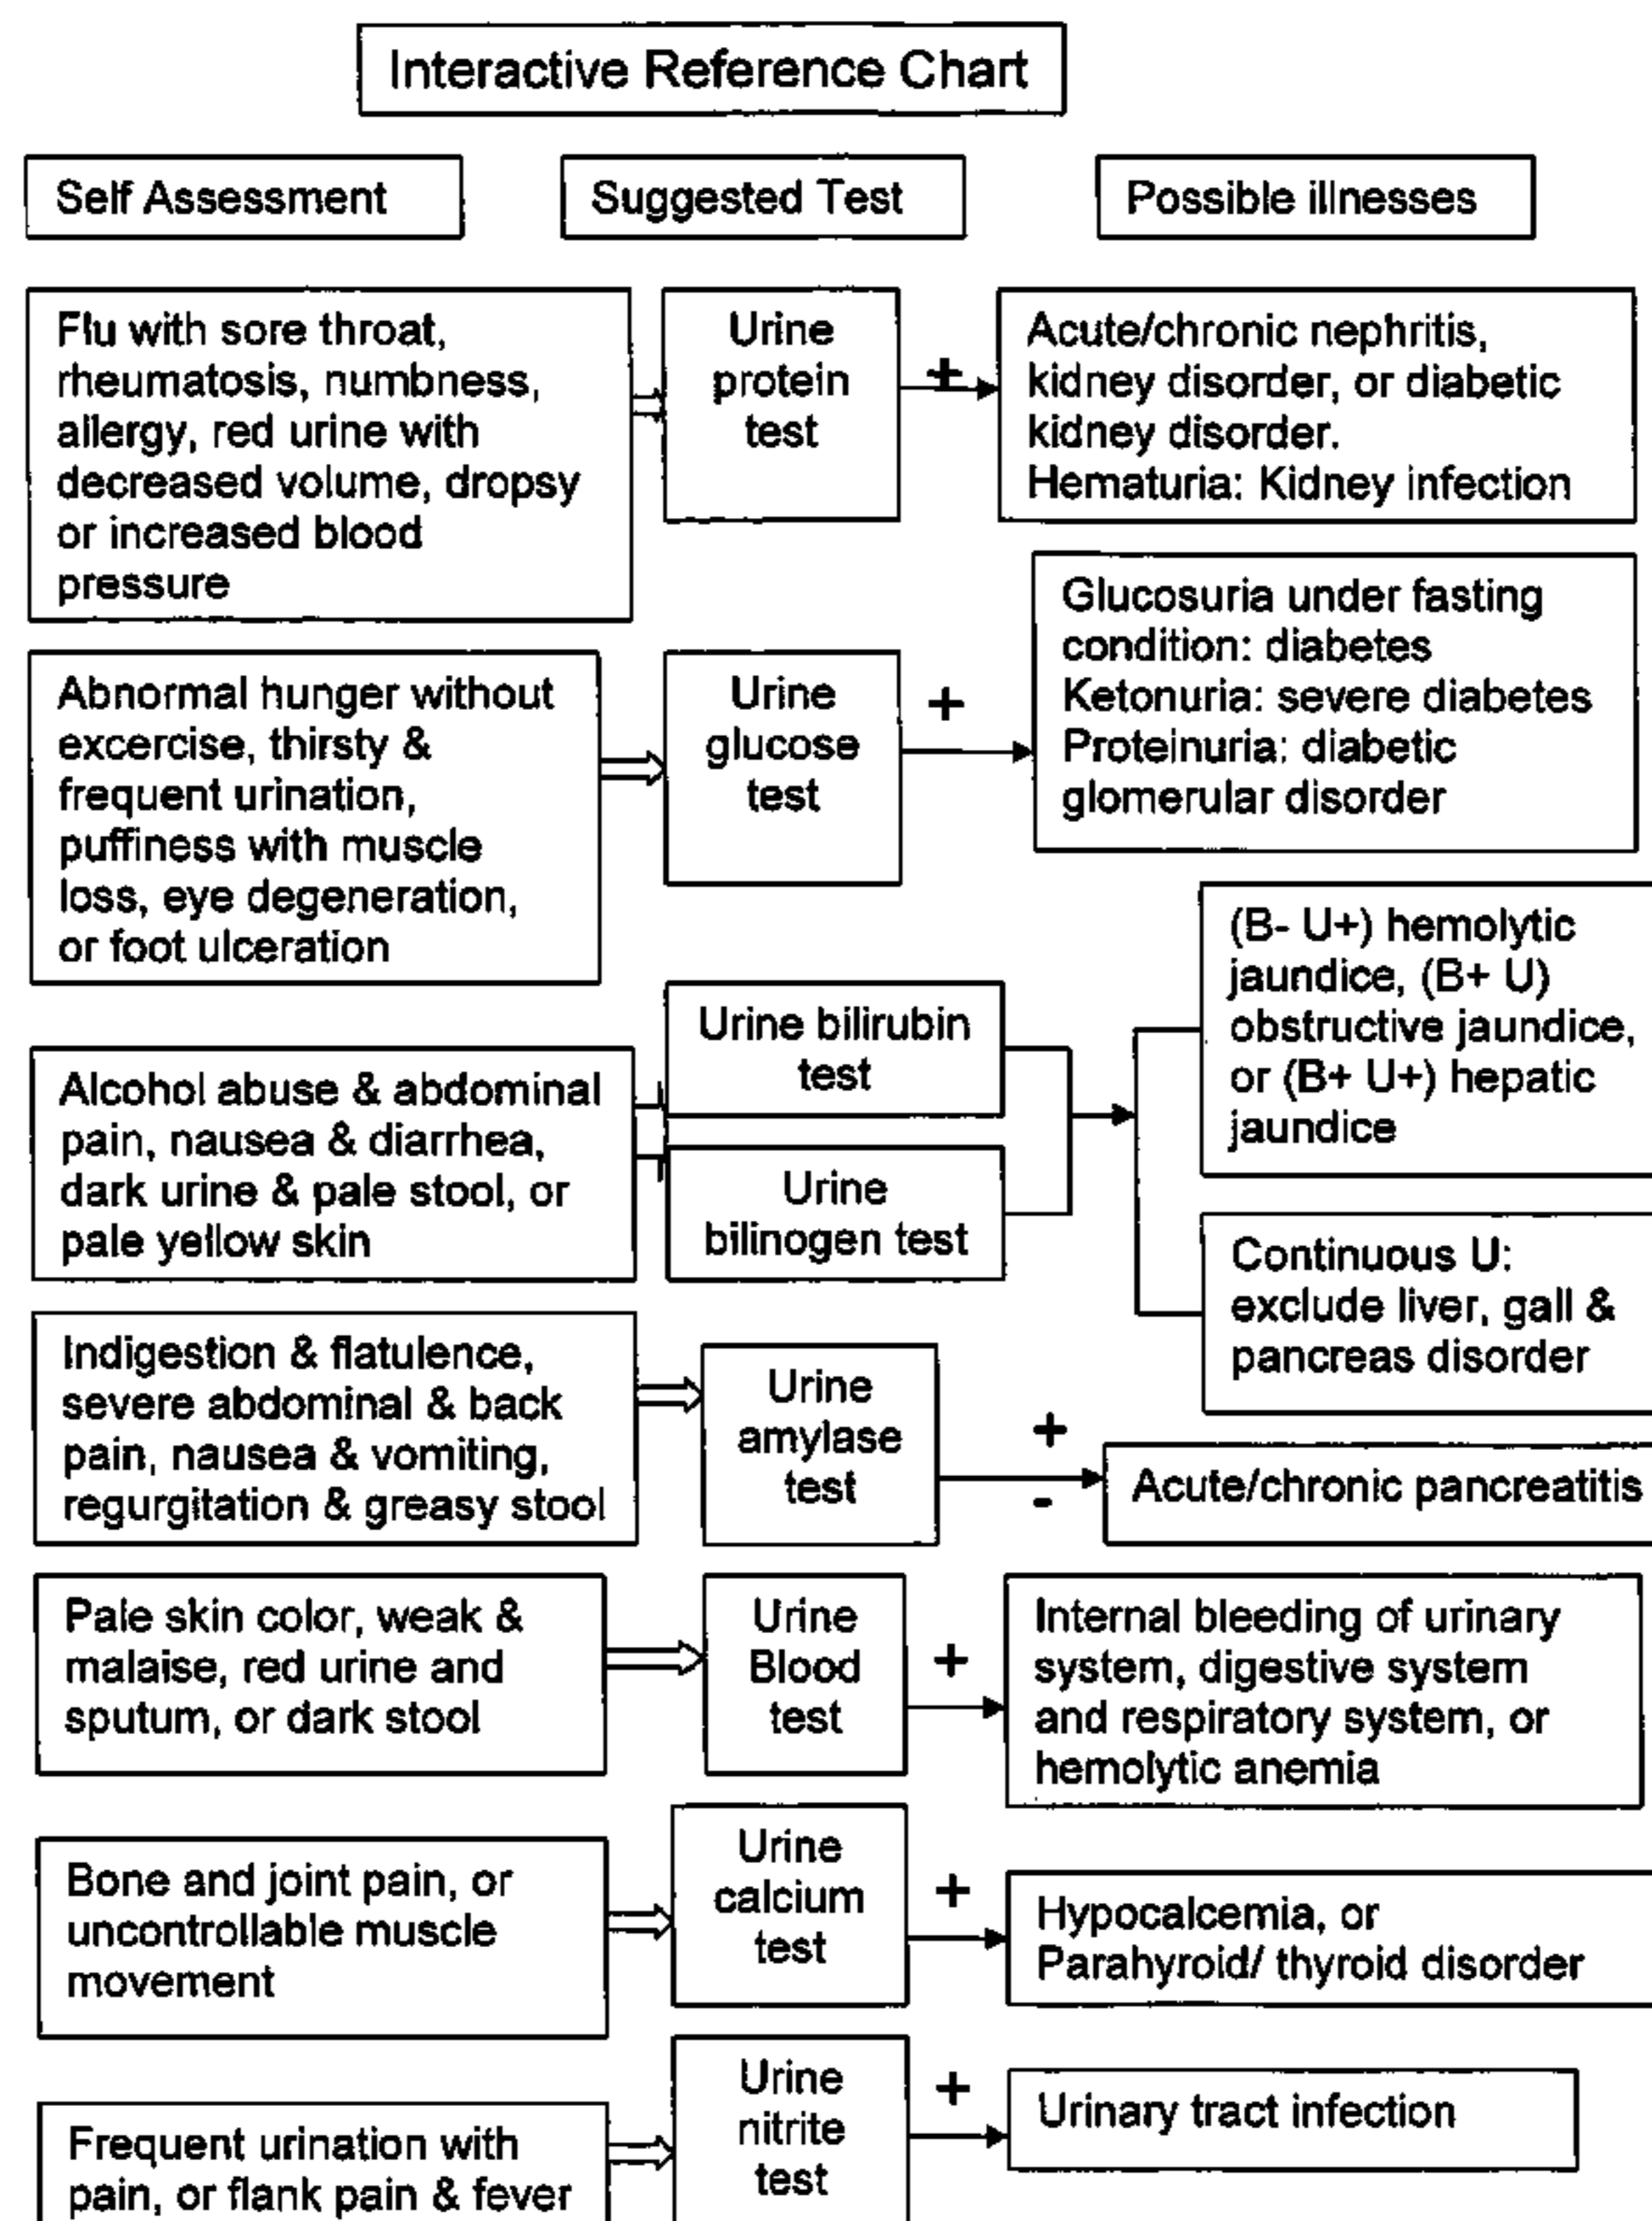 Interactive Reference Chart
Self Assessment
Suggested Test
Possible illnesses
Flu with sore throat,
rheumatosis, numbness,
allergy, red urine with
decreased volume, dropsy
or increased blood
pressure
Urine
protein
test
+
Acute/chronic nephritis,
kidney disorder, or diabetic
kidney disorder.
Hematuria: Kidney infection
Abnormal hunger without
excercise, thirsty &
frequent urination,
puffiness with muscle
loss, eye degeneration,
or foot ulceration
Urine
glucose
test
+
Glucosuria under fasting
condition: diabetes
Ketonuria: severe diabetes
Proteinuria: diabetic
glomerular disorder
Alcohol abuse & abdominal
pain, nausea & diarrhea,
dark urine & pale stool, or
pale yellow skin
Urine bilirubin
test
Urine
bilinogen test
(B- U+) hemolytic
jaundice, (B+ U)
obstructive jaundice,
or (B+ U+) hepatic
jaundice
Continuous U:
exclude liver, gall &
pancreas disorder
Indigestion & flatulence,
severe abdominal & back
pain, nausea & vomiting,
regurgitation & greasy stool
Urine
amylase
test
+
-
Acute/chronic pancreatitis
Pale skin color, weak &
malaise, red urine and
sputum, or dark stool
Urine
Blood
test
+
Internal bleeding of urinary
system, digestive system
and respiratory system, or
hemolytic anemia
Bone and joint pain, or
uncontrollable muscle
movement
Urine
calcium
test
+
Hypocalcemia, or
Parahyroid/ thyroid disorder
Frequent urination with
pain, or flank pain & fever
Urine
nitrite
test
+
Urinary tract infection